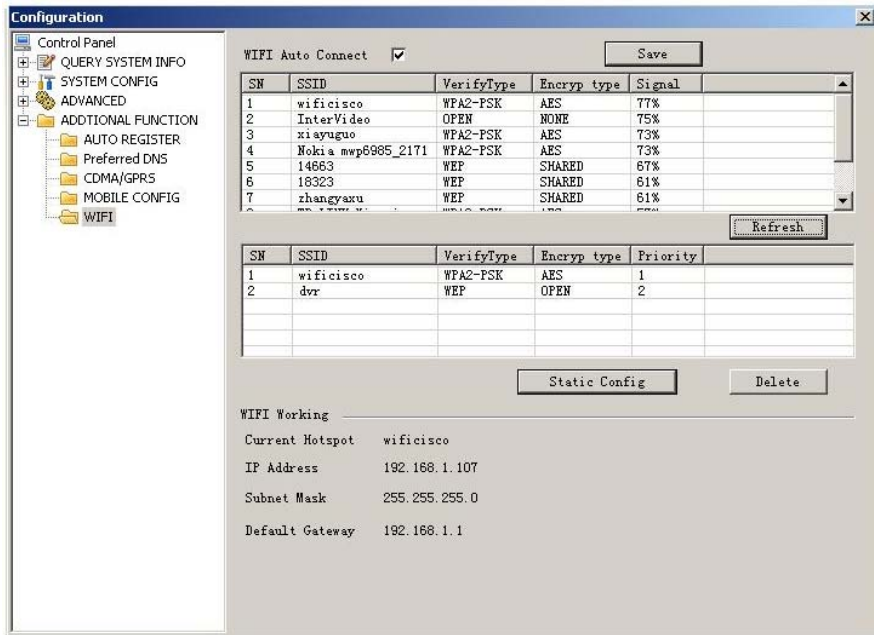 Configuration
Control Panel
QUERY SYSTEM INFO
SYSTEM CONFIG
ADVANCED
ADDTIONAL FUNCTION
AUTO REGISTER
Preferred DNS
CDMA/GPRS
MOBILE CONFIG
WIFI
WIFI Auto Connect Save
SN SSID VerifyType Encryp type Signal
1 wificisco WPA2-PSK AES 77%
2 InterVideo OPEN NONE 75%
3 xiayuguo WPA2-PSK AES 73%
4 Nokia mwp6985_2171 WPA2-PSK AES 73%
5 14663 WEP SHARED 67%
6 18323 WEP SHARED 61%
7 zhangyaxu WEP SHARED 61%
Refresh
SN SSID VerifyType Encryp type Priority
1 wificisco WPA2-PSK AES 1
2 dvr WEP OPEN 2
Static Config Delete
WIFI Working
Current Hotspot wificisco
IP Address 192.168.1.107
Subnet Mask 255.255.255.0
Default Gateway 192.168.1.1